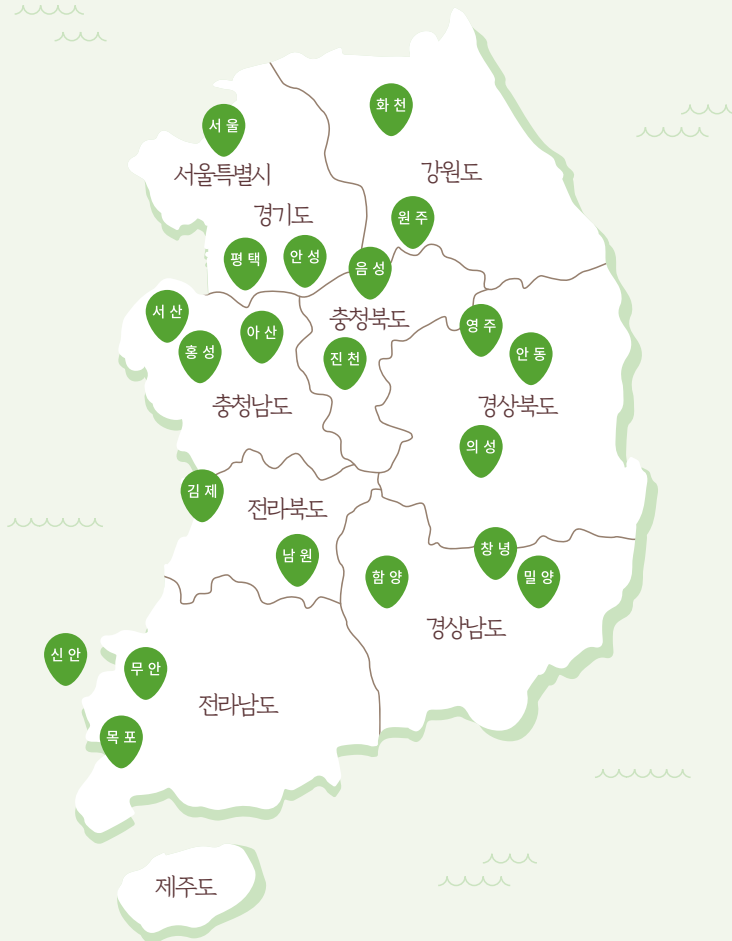 화천
서울
강원도
서울특별시
경기도
원주
평택
안성
음성
서산
충청북도
영주
아산
홍성
진천
안동
충청남도
경상북도
의성
김제
전라북도
남원
창녕
함양
밀양
경상남도
신안
무안
전라남도
목포
제주도